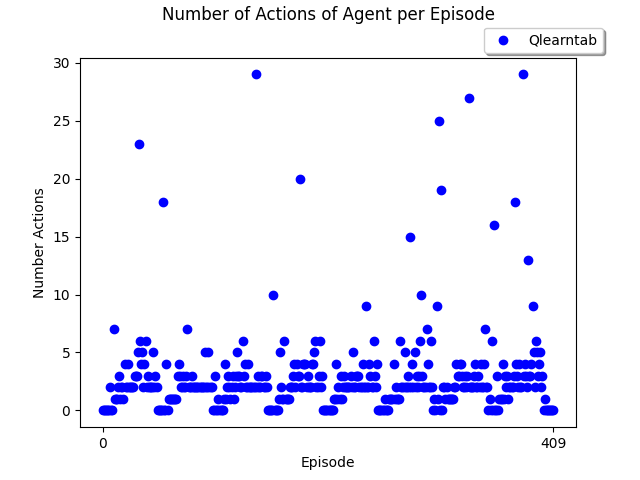 Number of Actions of Agent per Episode
Qlearntab
30
25
20
15
10
5
0
Number Actions
0
409
Episode